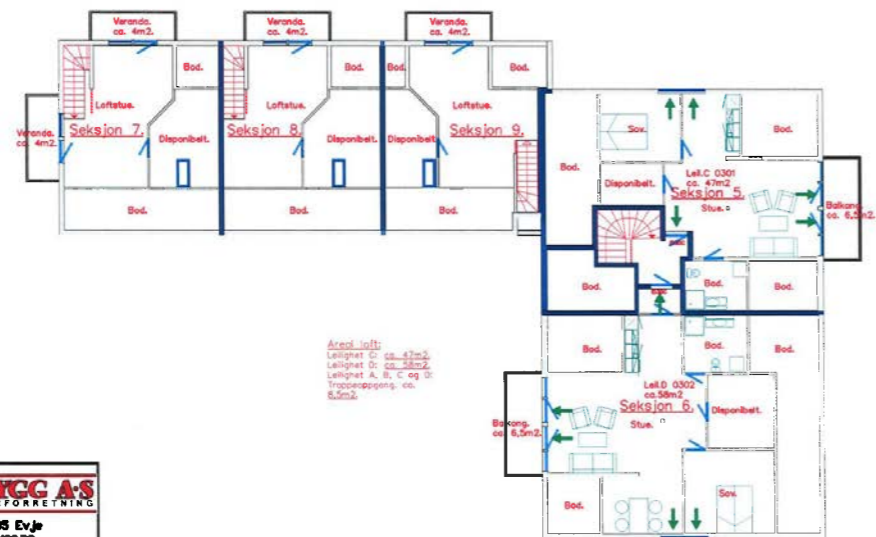 Veranda.
ca. 4m2.
Veranda.
ca. 4m2.
Veranda.
ca. 4m2.
Bod.
Bod.
Bod.
Bod.
Loftstue.
Loftstue.
Loftstue.
Veranda.
ca. 4m2.
Seksjon 7.
Seksjon 8.
Seksjon 9.
Disponibelt.
Disponibelt.
Disponibelt.
Bod.
Bod.
Bod.
Sov.
Bod.
Bod.
Disponibelt.
Leil.C 0301
ca 47m2
Seksjon 5.
Stue.
Balkong.
ca 6,5m2.
Bod.
Bad.
Bod.
Areal loft:
Leilighet C: ca. 47m2.
Leilighet D: ca. 58m2.
Leilighet A, B, C og D:
Trappeoppgang, ca.
8,5m2.
Bod.
Bad.
Bod.
Leil.D 0302
ca.58m2
Seksjon 6.
Stue.
Disponibelt.
Balkong.
ca 6,5m2.
Bod.
Sov.
YGG A·S
FORRETNING
Evje